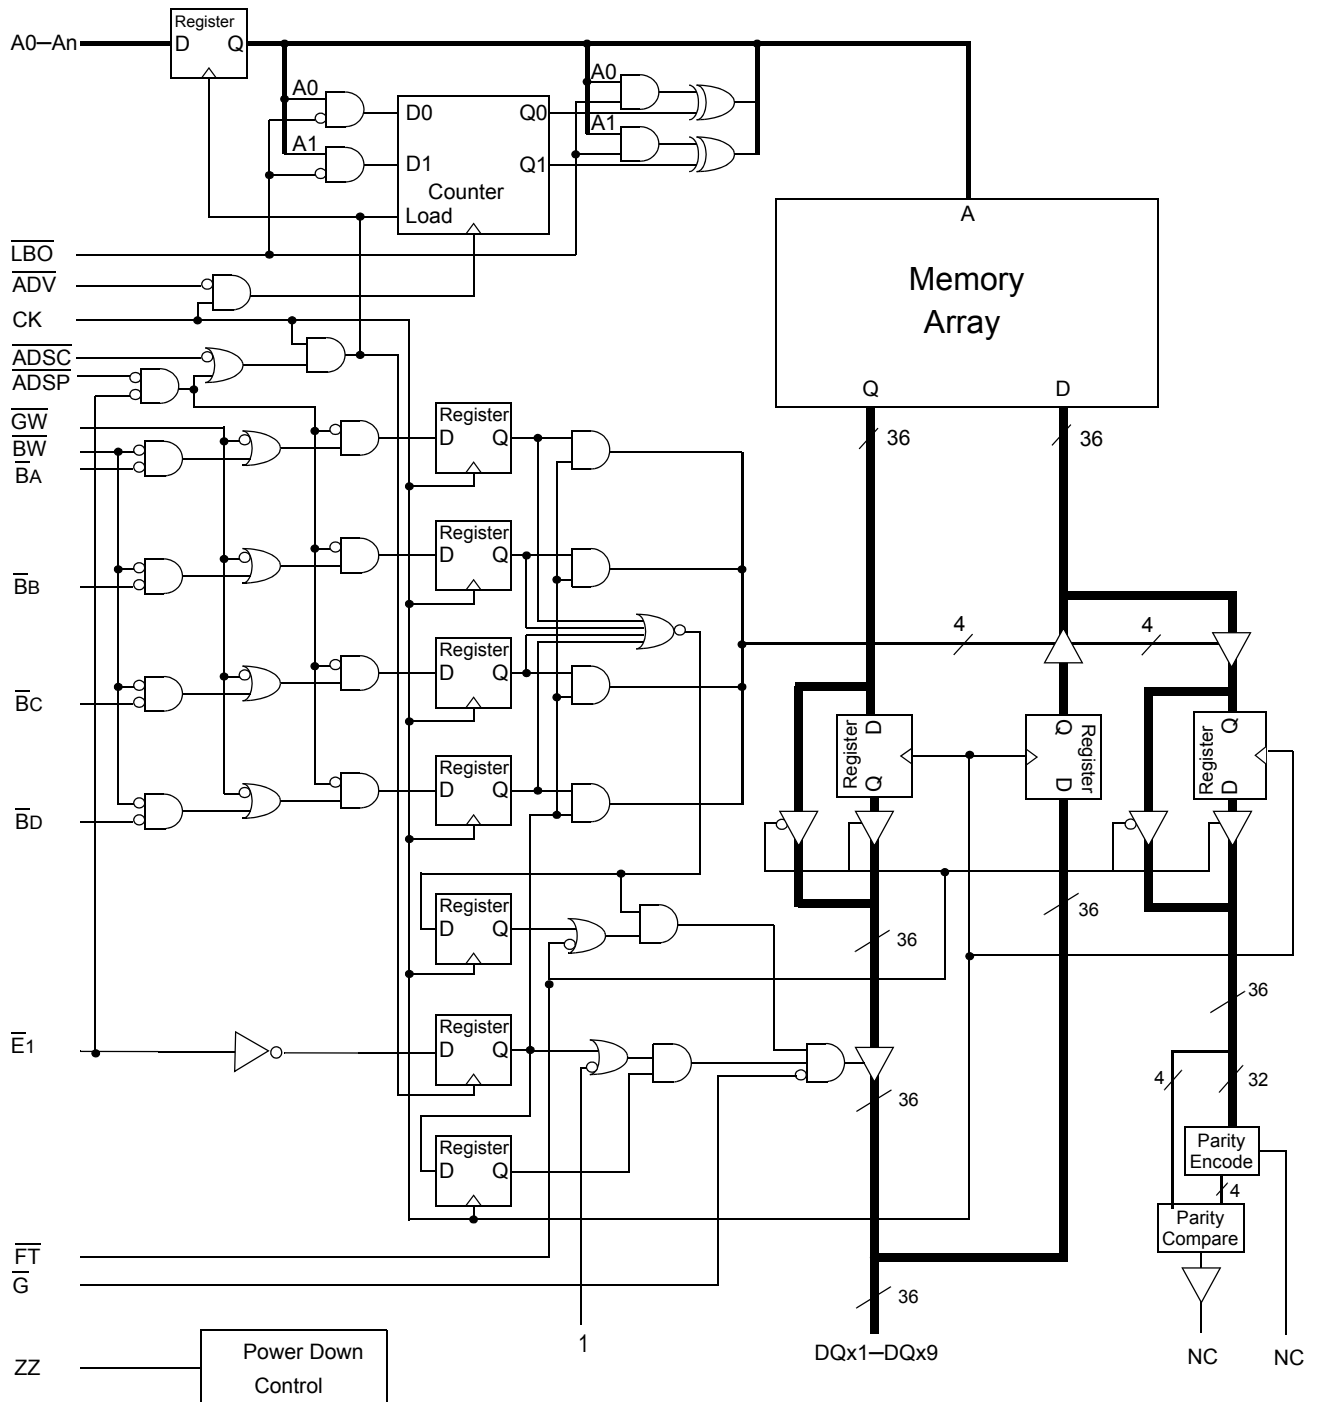 Register
A0–An
D Q
A0
A0
D0 Q0
A1
A1
D1 Q1
Counter
Load
A
LBO
ADV
Memory
Array
CK
ADSC
ADSP
Q D
GW
BW
BA
Register
D Q
36
36
Register
D Q
BB
4
4
Register
D Q
BC
Register
D
Q
Register
Q
D
Register
Q
D
Register
D Q
BD
Register
D Q
36
36
36
Register
D Q
E1
4
32
36
Register
D Q
Parity
Encode
4
Parity
Compare
FT
G
36
1
DQx1–DQx9
NC
NC
ZZ
Power Down
Control